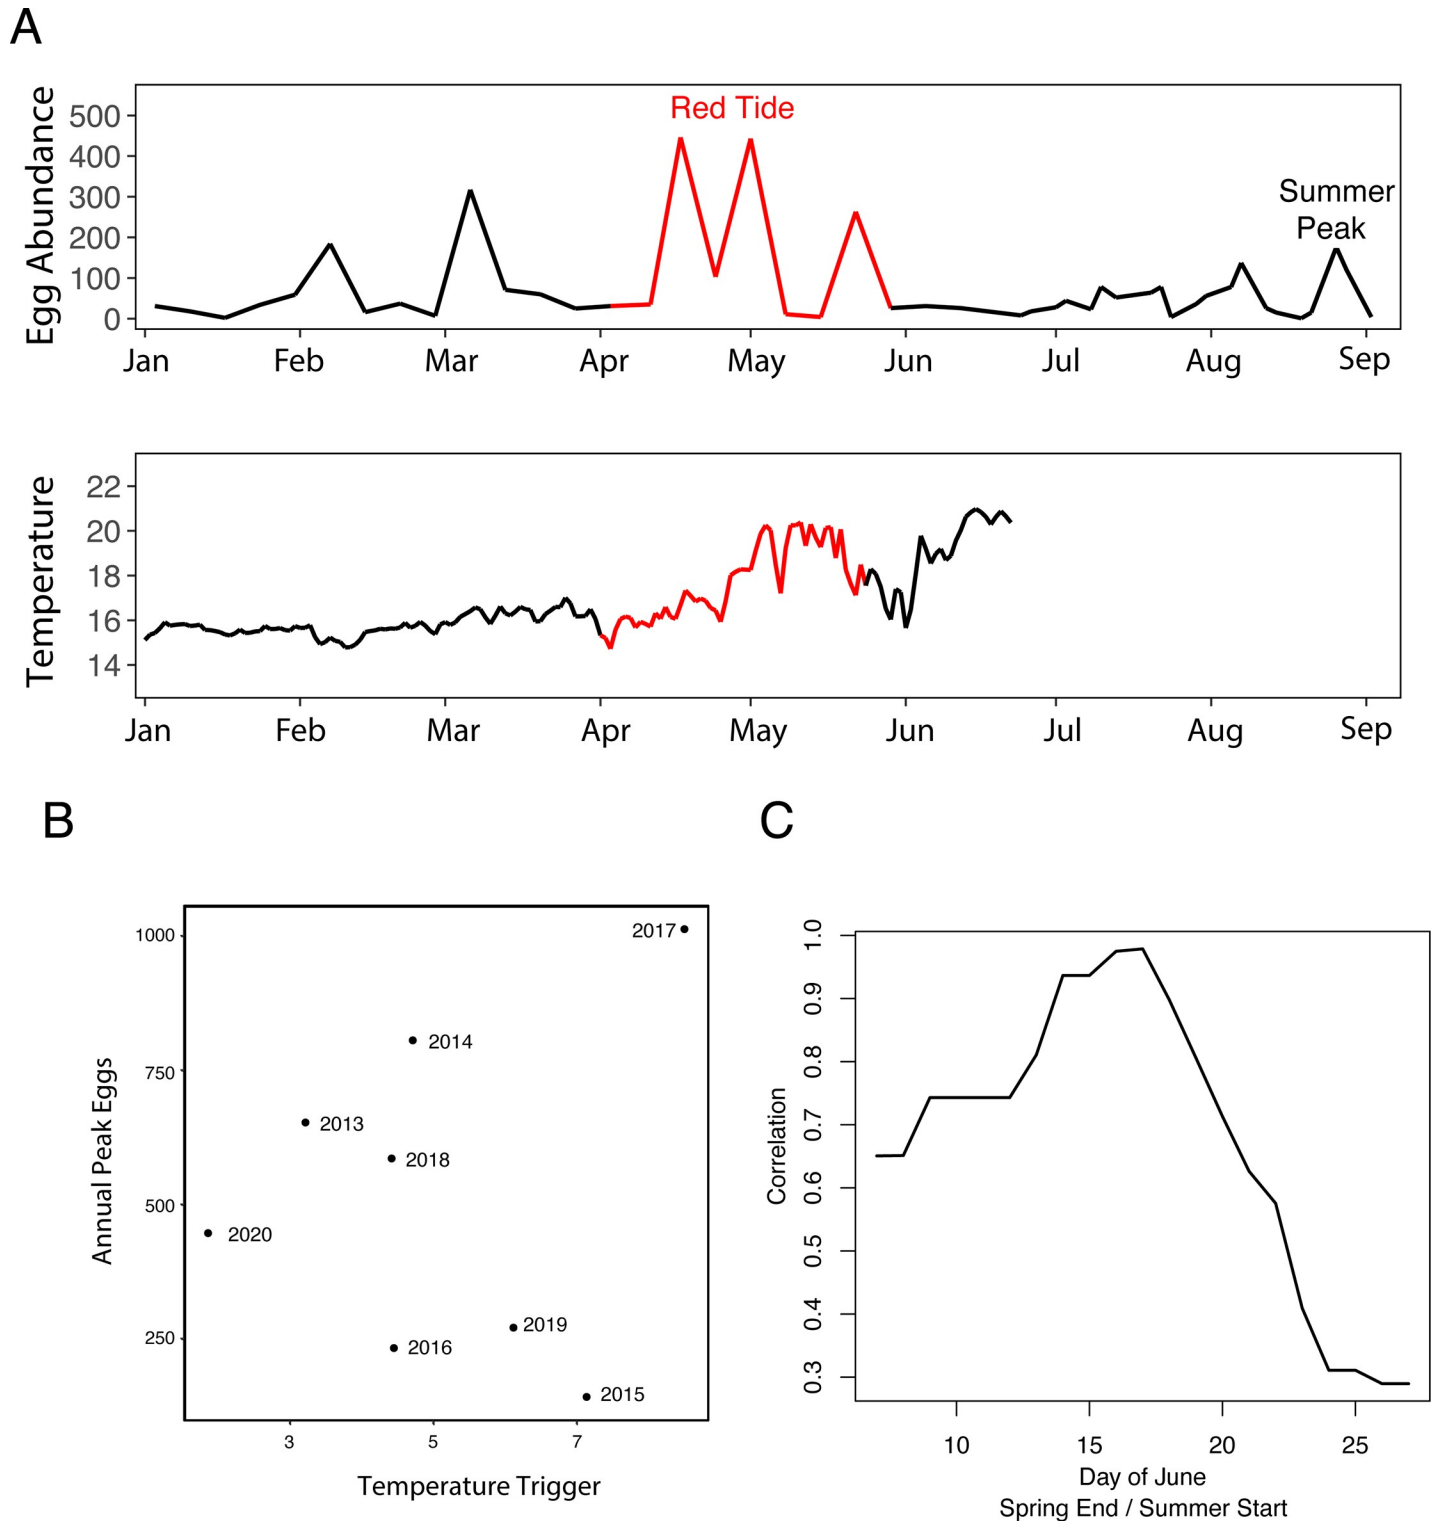 A
Egg Abundance
500
400
300
200
100
0
Red Tide
Summer
Peak
Jan Feb Mar Apr May Jun Jul Aug Sep
Temperature
22
20
18
16
14
Jan Feb Mar Apr May Jun Jul Aug Sep
B
Annual Peak Eggs
1000
750
500
250
2017
2014
2013
2018
2020
2019
2016
2015
3 5 7
Temperature Trigger
C
Correlation
1.0
0.9
0.8
0.7
0.6
0.5
0.4
0.3
10 15 20 25
Day of June
Spring End / Summer Start